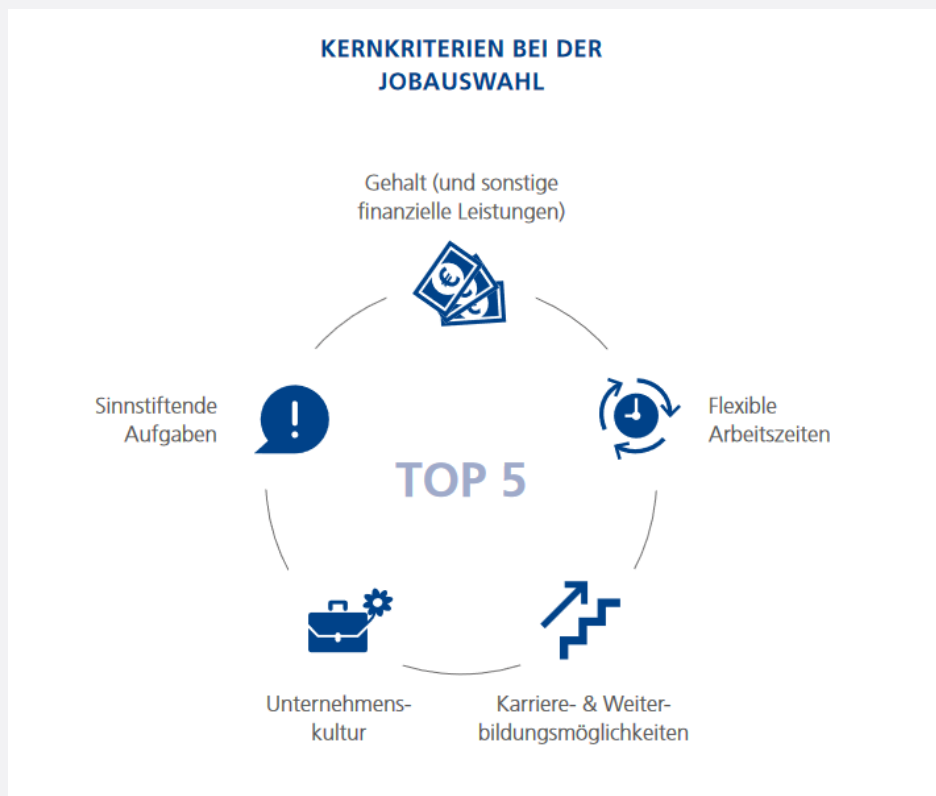 KERNKRITERIEN BEI DER
JOBAUSWAHL
Gehalt (und sonstige
finanzielle Leistungen)
Flexible
Arbeitszeiten
Karriere- & Weiter-
bildungsmöglichkeiten
Unternehmens-
kultur
Sinnstiftende
Aufgaben
TOP 5